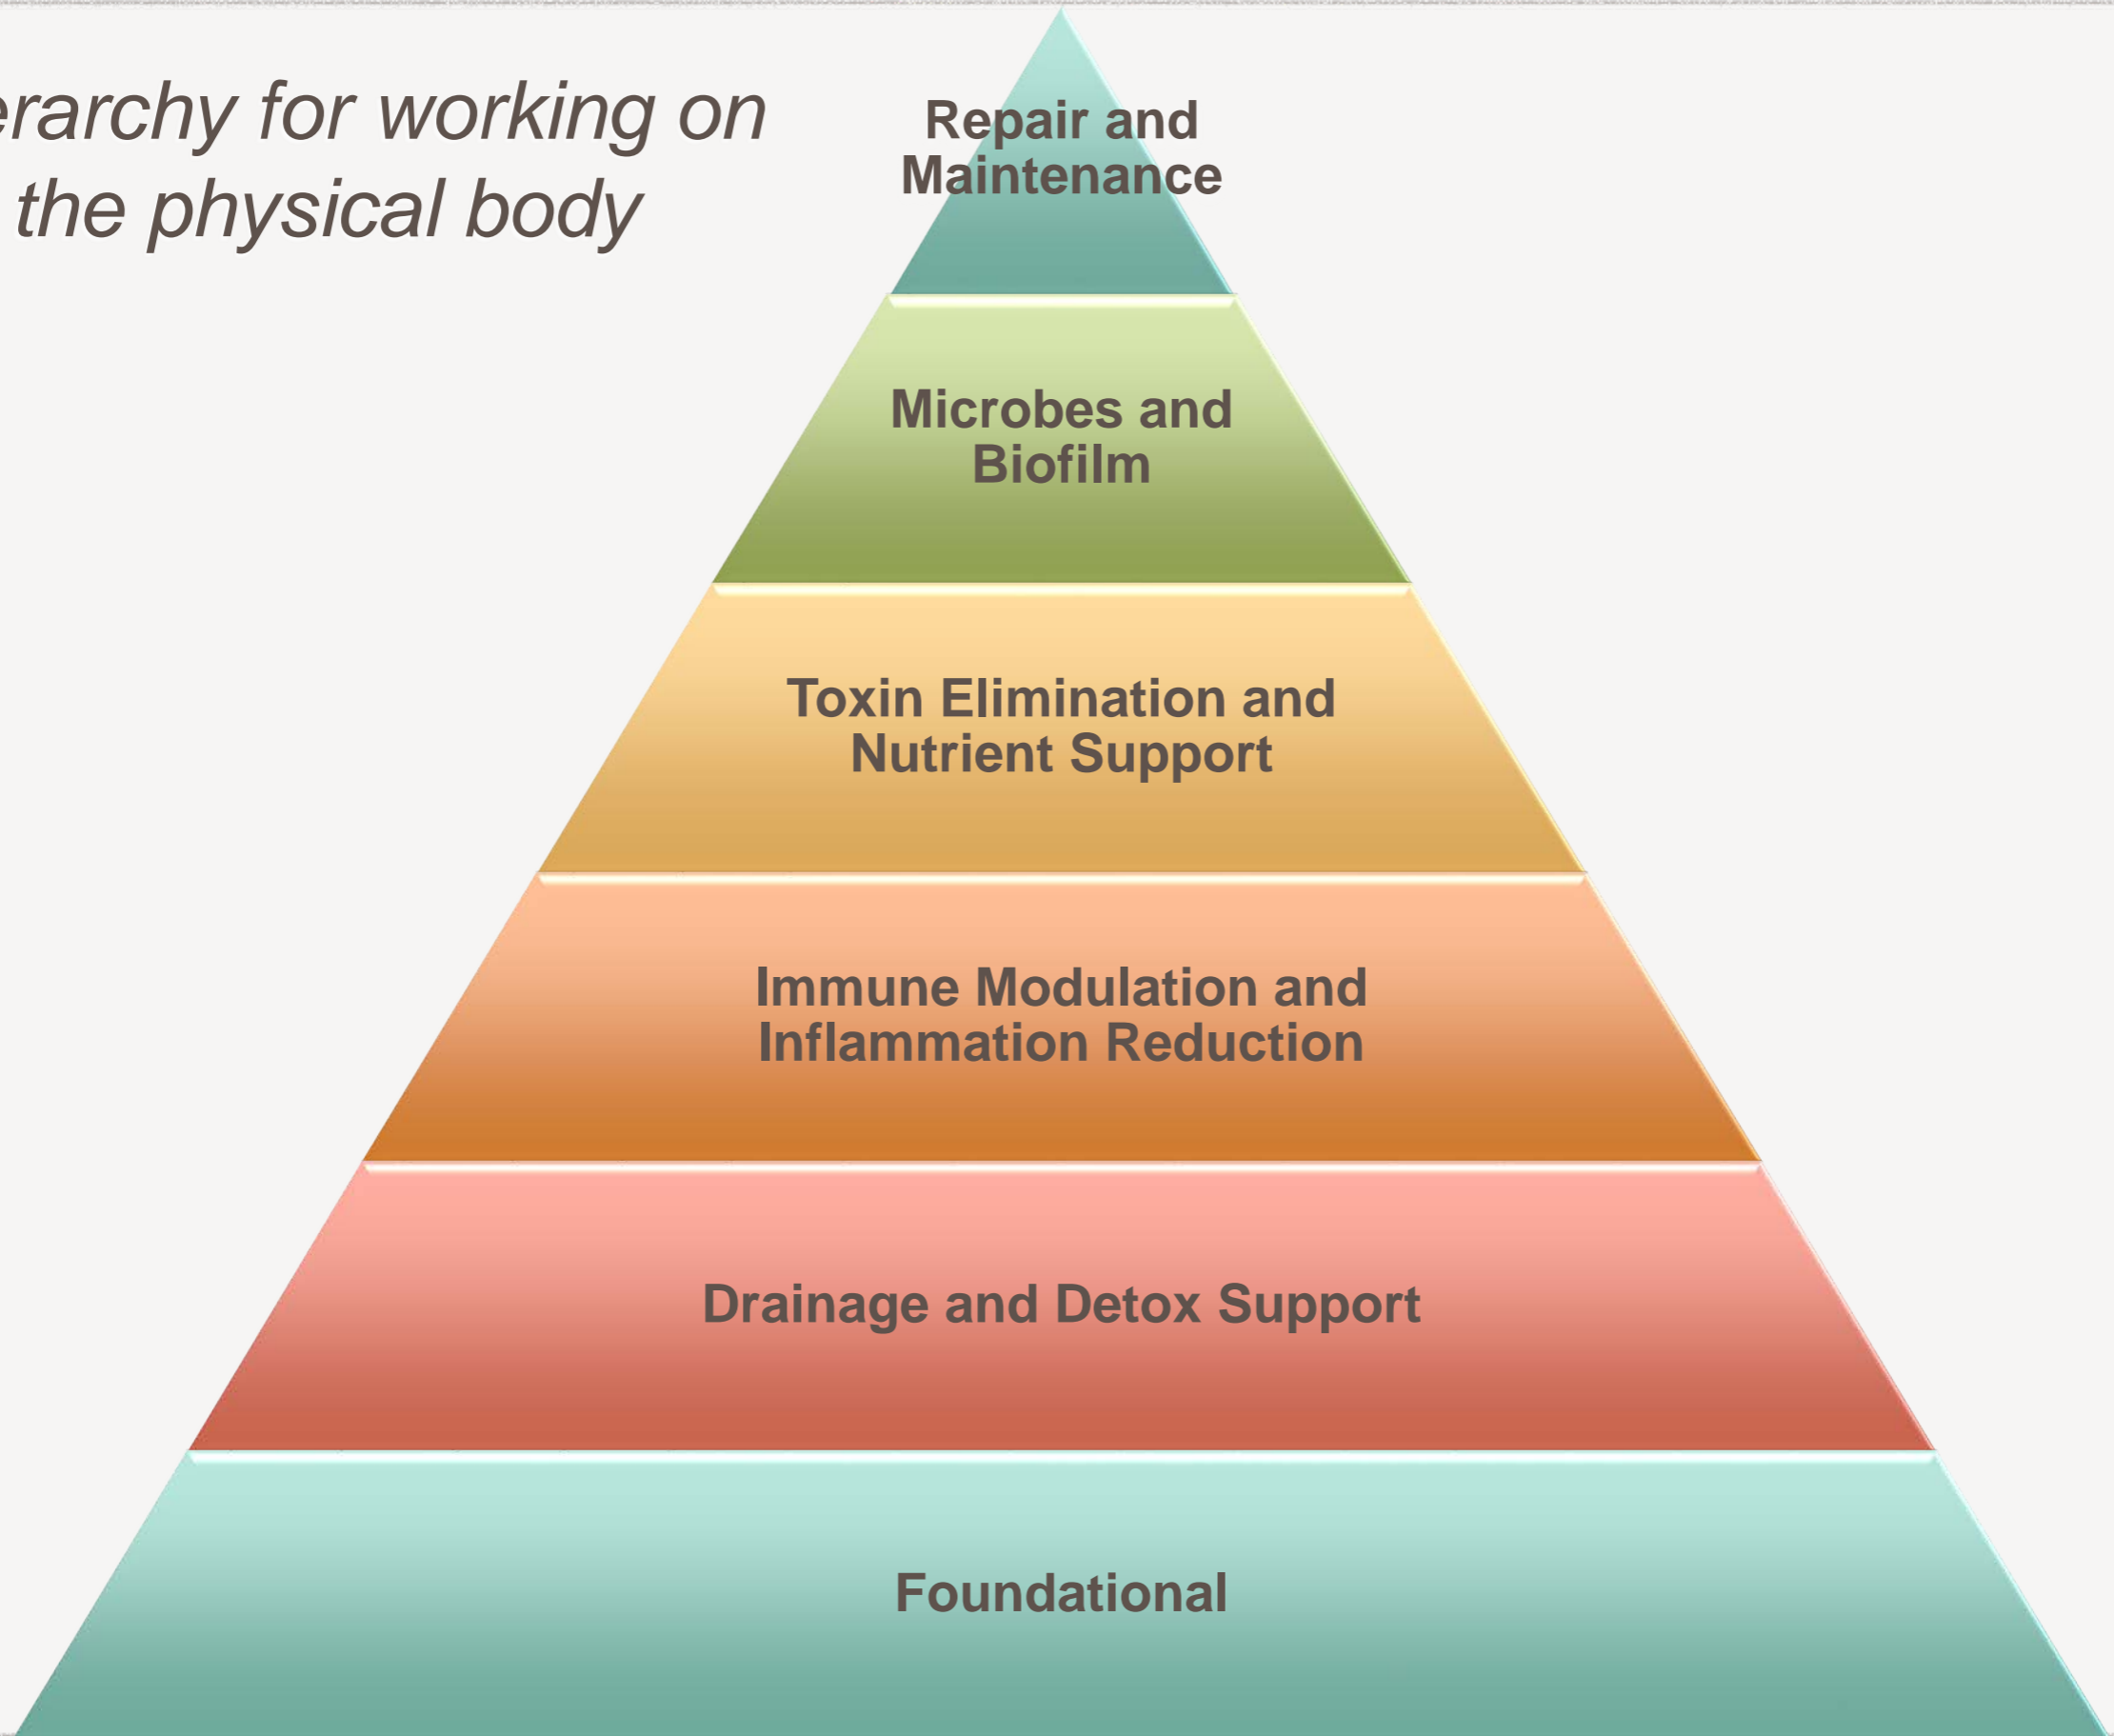 erarchy for working on
the physical body
Repair and
Maintenance
Microbes and
Biofilm
Toxin Elimination and
Nutrient Support
Immune Modulation and
Inflammation Reduction
Drainage and Detox Support
Foundational